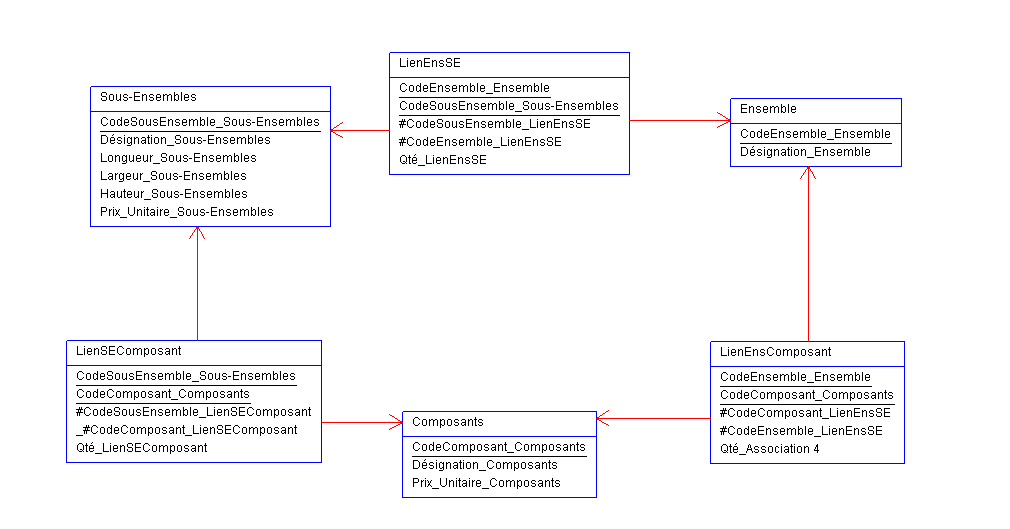 LienEnsSE
CodeEnsemble_Ensemble
CodeSousEnsemble_Sous-Ensembles
#CodeSousEnsemble_LienEnsSE
#CodeEnsemble_LienEnsSE
Qté_LienEnsSE
Sous-Ensembles
CodeSousEnsemble_Sous-Ensembles
Désignation_Sous-Ensembles
Longueur_Sous-Ensembles
Largeur_Sous-Ensembles
Hauteur_Sous-Ensembles
Prix_Unitaire_Sous-Ensembles
Ensemble
CodeEnsemble_Ensemble
Désignation_Ensemble
LienSEComposant
CodeSousEnsemble_Sous-Ensembles
CodeComposant_Composants
#CodeSousEnsemble_LienSEComposant
_#CodeComposant_LienSEComposant
Qté_LienSEComposant
Composants
CodeComposant_Composants
Désignation_Composants
Prix_Unitaire_Composants
LienEnsComposant
CodeEnsemble_Ensemble
CodeComposant_Composants
#CodeComposant_LienEnsSE
#CodeEnsemble_LienEnsSE
Qté_Association 4